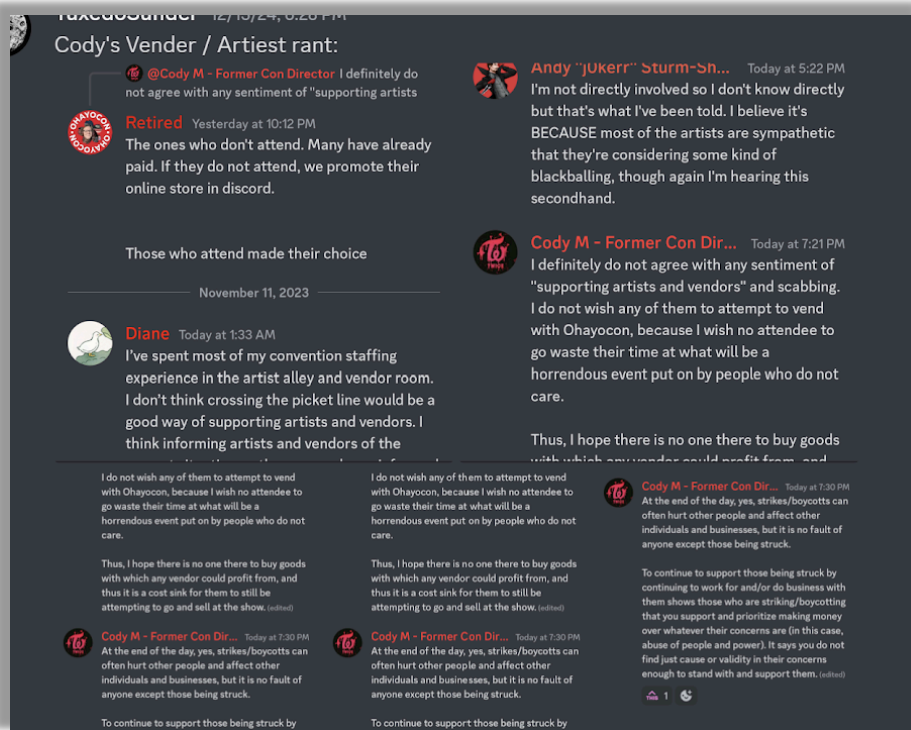 TuxedoSunder 12/15/24, 6:28 PM
Cody's Vender / Artiest rant:
@Cody M - Former Con Director I definitely do
not agree with any sentiment of "supporting artists
OHAYOCON OHAYOCON
Retired Yesterday at 10:12 PM
The ones who don't attend. Many have already
paid. If they do not attend, we promote their
online store in discord.
Those who attend made their choice
November 11, 2023
Diane Today at 1:33 AM
I've spent most of my convention staffing
experience in the artist alley and vendor room.
I don't think crossing the picket line would be a
good way of supporting artists and vendors. I
think informing artists and vendors of the
Andy "jUkerr" Sturm-Sh... Today at 5:22 PM
I'm not directly involved so I don't know directly
but that's what I've been told. I believe it's
BECAUSE most of the artists are sympathetic
that they're considering some kind of
blackballing, though again I'm hearing this
secondhand.
Cody M - Former Con Dir... Today at 7:21 PM
I definitely do not agree with any sentiment of
"supporting artists and vendors" and scabbing.
I do not wish any of them to attempt to vend
with Ohayocon, because I wish no attendee to
go waste their time at what will be a
horrendous event put on by people who do not
care.
Thus, I hope there is no one there to buy goods
with which any vendor could profit from, and
I do not wish any of them to attempt to vend
with Ohayocon, because I wish no attendee to
go waste their time at what will be a
horrendous event put on by people who do not
care.
Thus, I hope there is no one there to buy goods
with which any vendor could profit from, and
thus it is a cost sink for them to still be
attempting to go and sell at the show. (edited)
Cody M - Former Con Dir... Today at 7:30 PM
At the end of the day, yes, strikes/boycotts can
often hurt other people and affect other
individuals and businesses, but it is no fault of
anyone except those being struck.
To continue to support those being struck by
I do not wish any of them to attempt to vend
with Ohayocon, because I wish no attendee to
go waste their time at what will be a
horrendous event put on by people who do not
care.
Thus, I hope there is no one there to buy goods
with which any vendor could profit from, and
thus it is a cost sink for them to still be
attempting to go and sell at the show. (edited)
Cody M - Former Con Dir... Today at 7:30 PM
At the end of the day, yes, strikes/boycotts can
often hurt other people and affect other
individuals and businesses, but it is no fault of
anyone except those being struck.
To continue to support those being struck by
Cody M - Former Con Dir... Today at 7:30 PM
At the end of the day, yes, strikes/boycotts can
often hurt other people and affect other
individuals and businesses, but it is no fault of
anyone except those being struck.
To continue to support those being struck by
continuing to work for and/or do business with
them shows those who are striking/boycotting
that you support and prioritize making money
over whatever their concerns are (in this case,
abuse of people and power). It says you do not
find just cause or validity in their concerns
enough to stand with and support them. (edited)
1